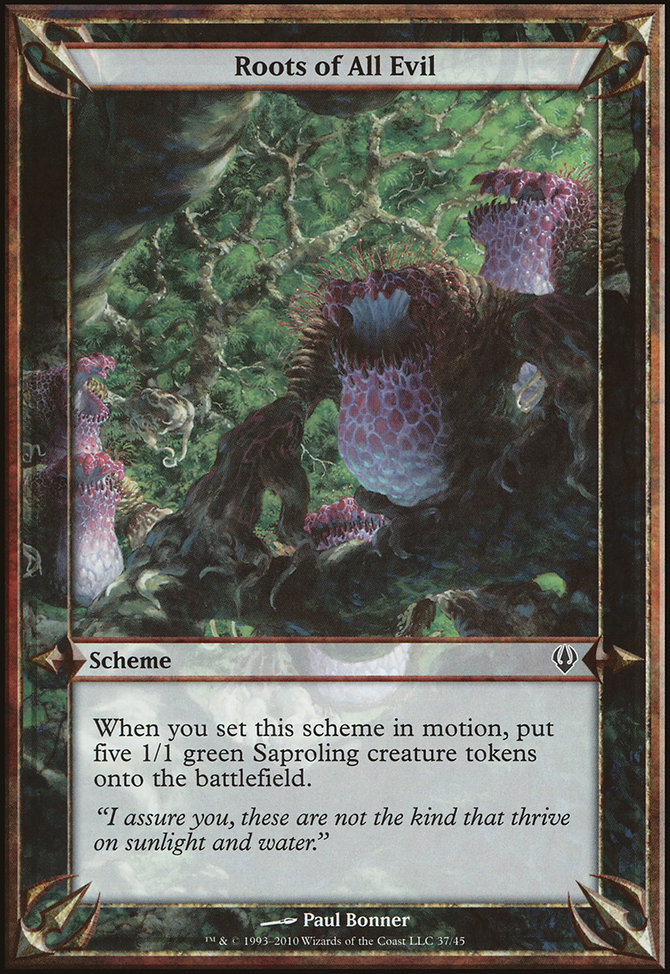 Roots of All Evil
Scheme
When you set this scheme in motion, put
five 1/1 green Saproling creature tokens
onto the battlefield.
“I assure you, these are not the kind that thrive
on sunlight and water.”
Paul Bonner
™ & © 1993–2010 Wizards of the Coast LLC 37/45